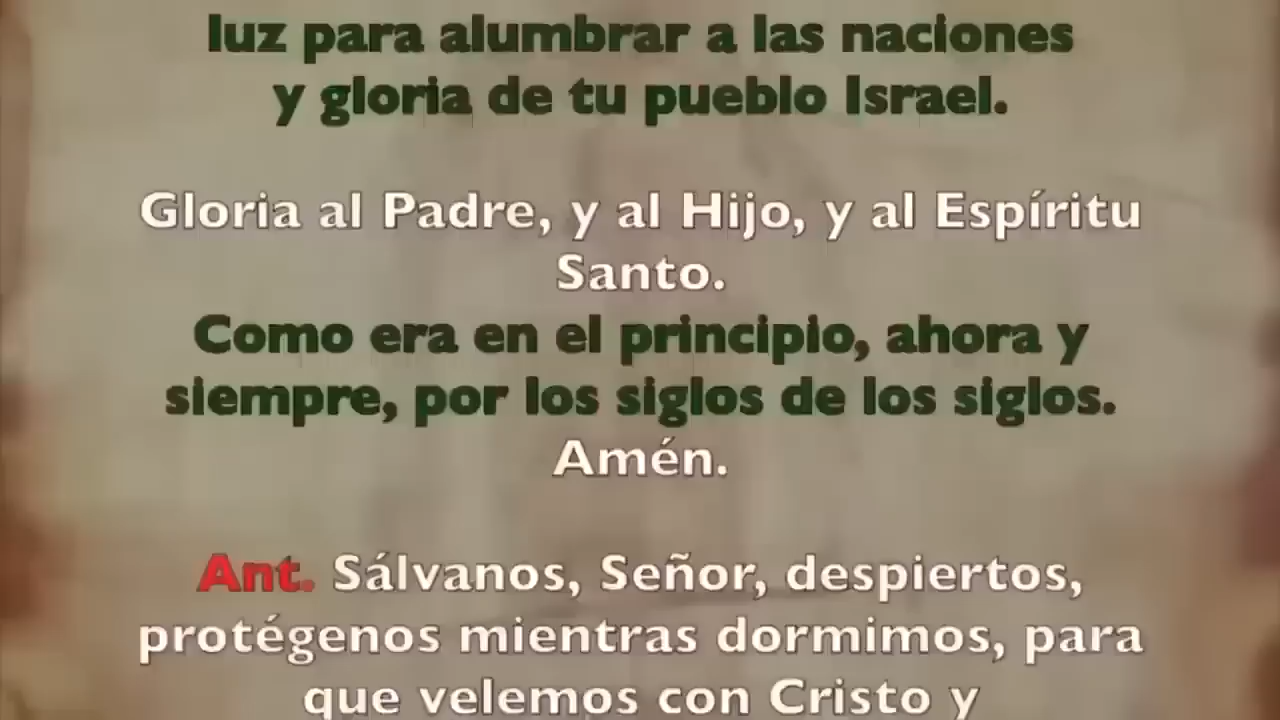 luz para alumbrar a las naciones
y gloria de tu pueblo Israel.
Gloria al Padre, y al Hijo, y al Espíritu
Santo.
Como era en el principio, ahora y
siempre, por los siglos de los siglos.
Amén.
Ant. Sálvanos, Señor, despiertos,
protégenos mientras dormimos, para
que velemos con Cristo y